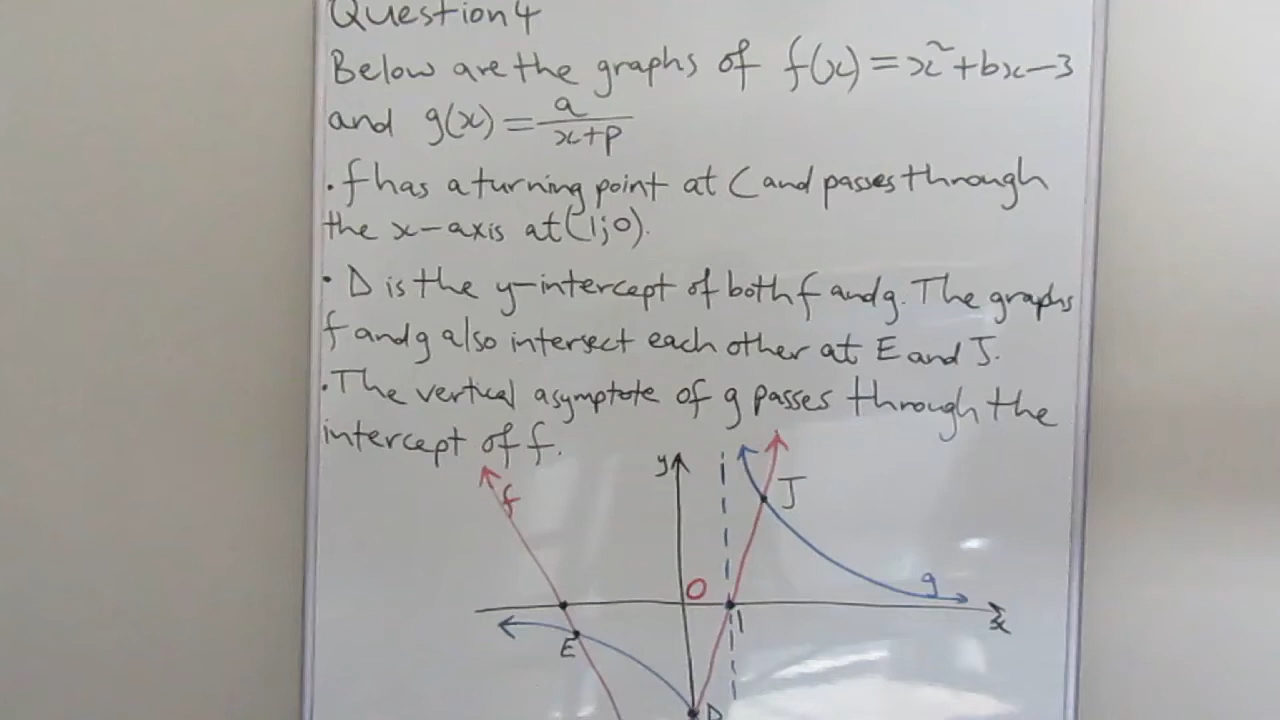 Question 4
Below are the graphs of f(x) = x² + bx - 3
and g(x) = a/(x+p)
· f has a turning point at C and passes through
the x-axis at (1;0).
· D is the y-intercept of both f and g. The graphs
f and g also intersect each other at E and J.
· The vertical asymptote of g passes through the
intercept of f.
y
f
J
O
g
1
x
E
D